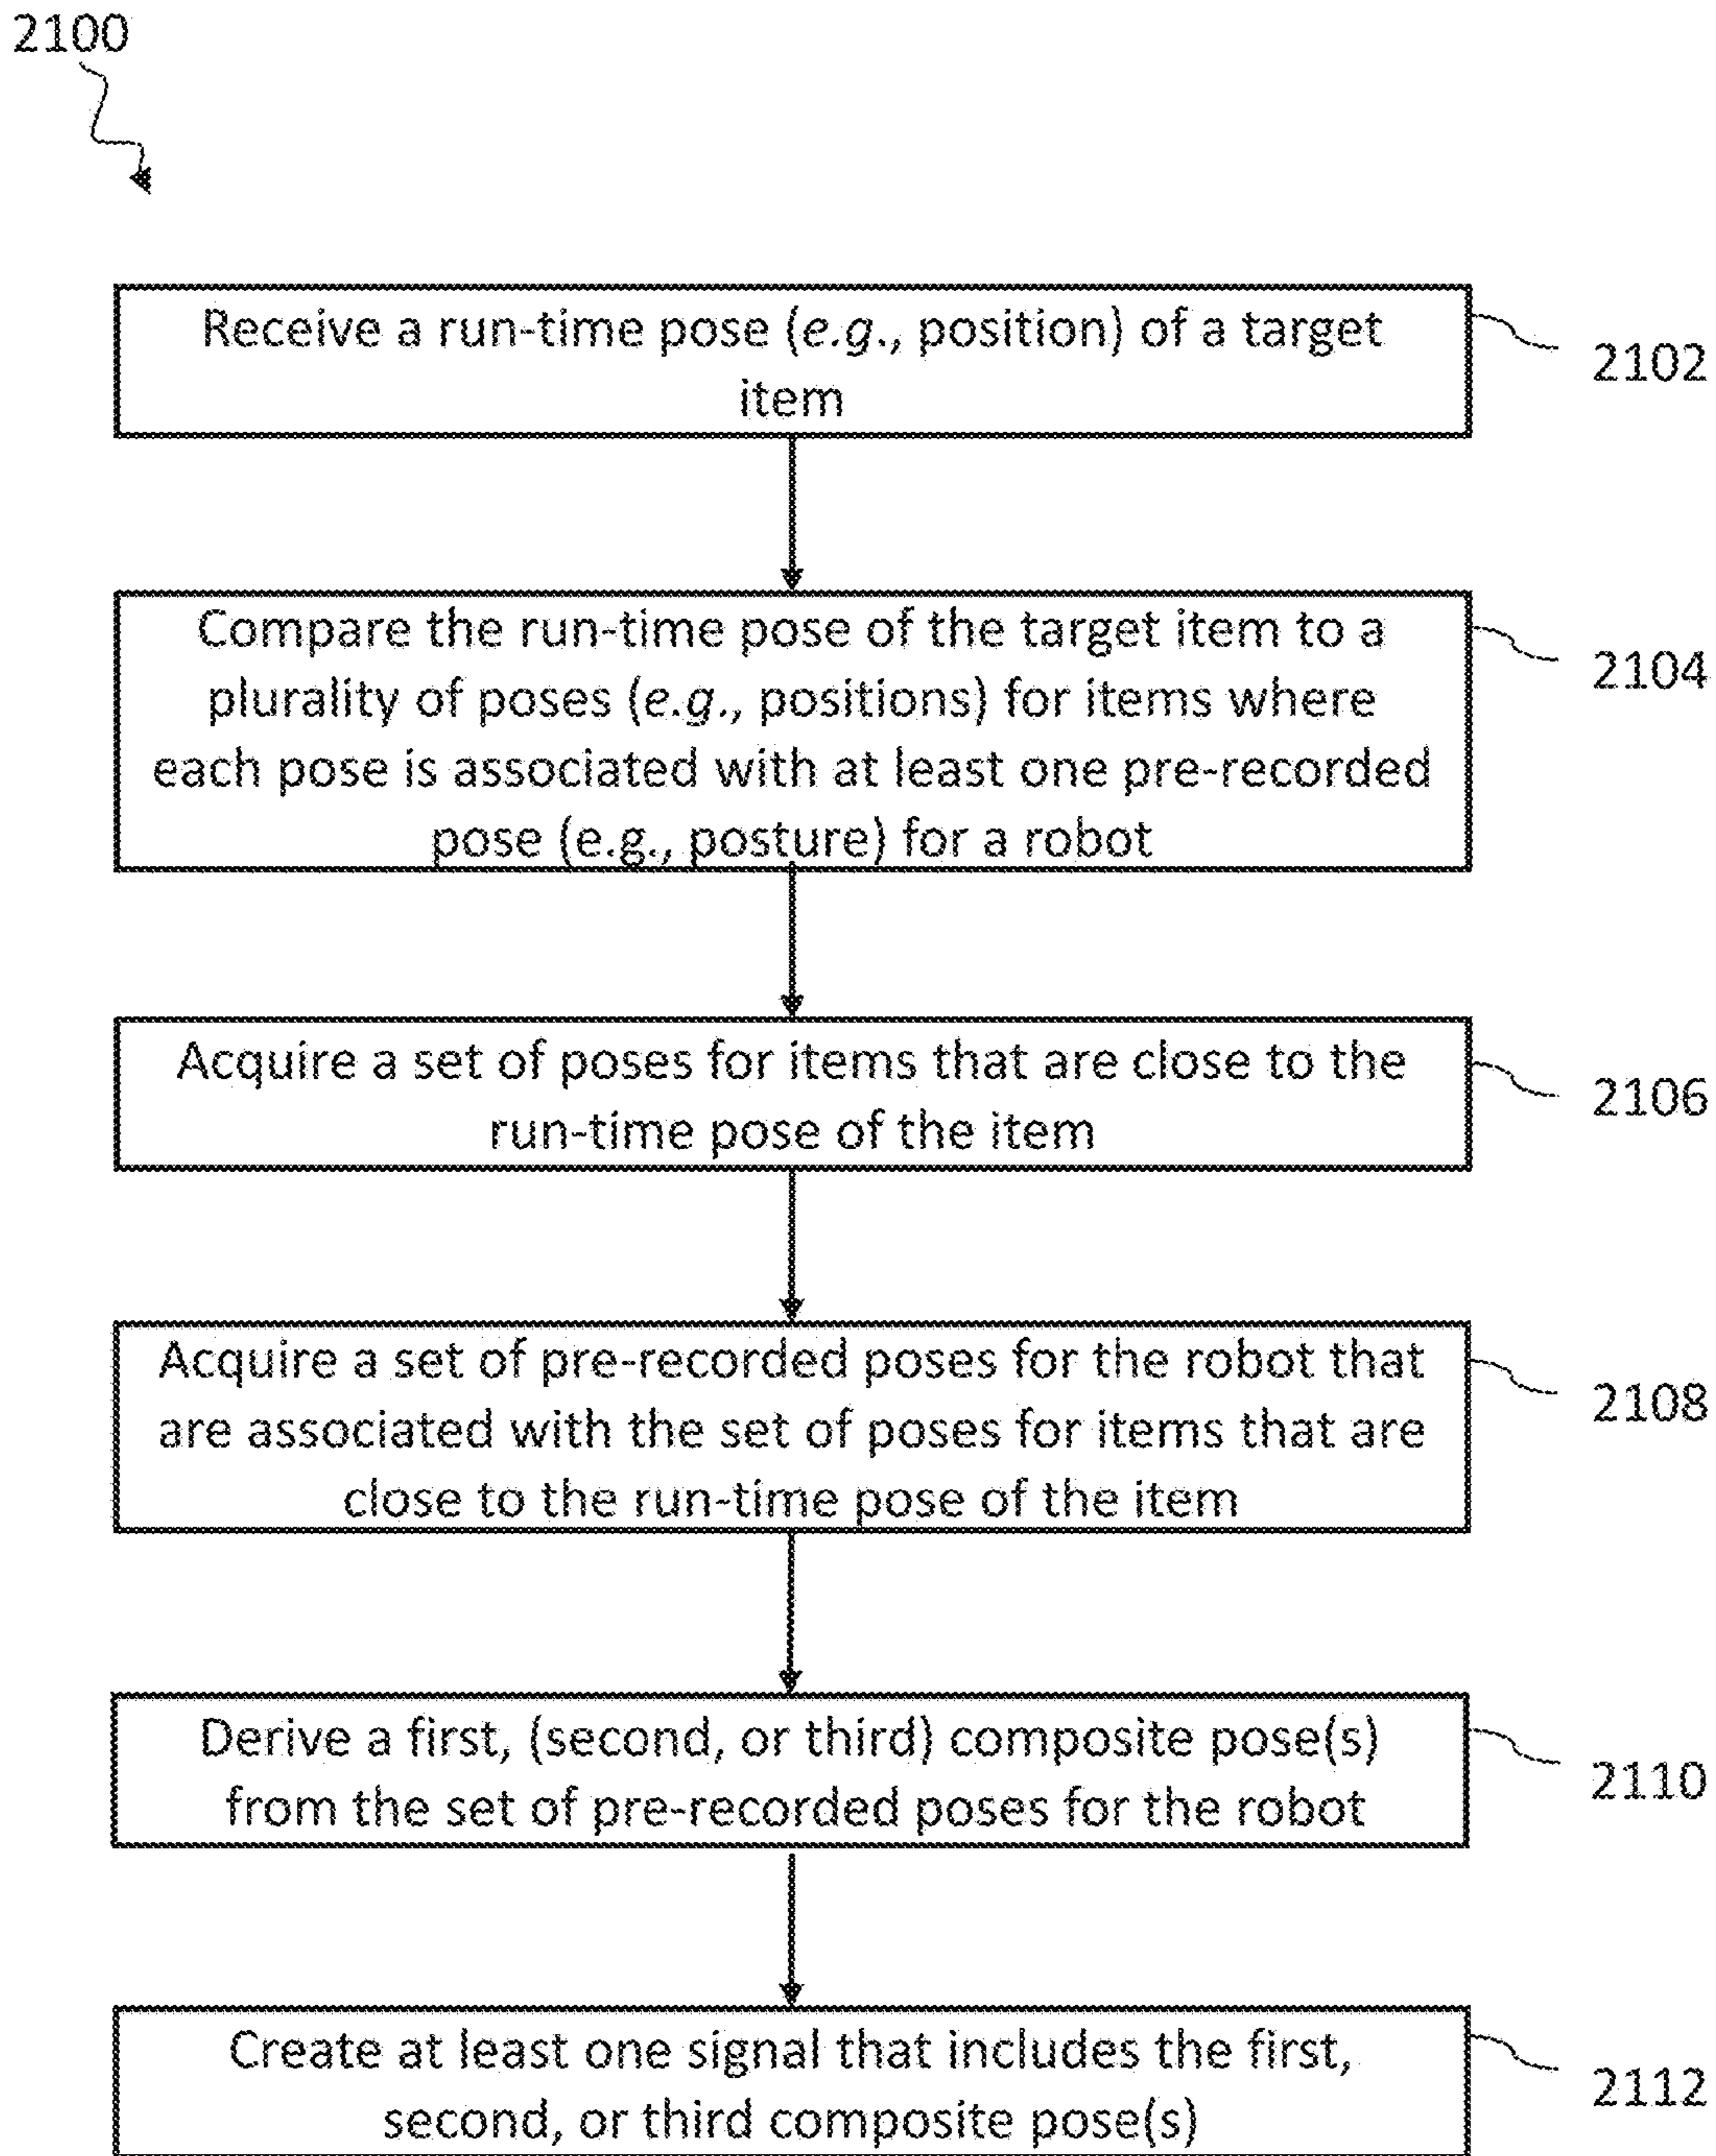 2100
Receive a run-time pose (e.g., position) of a target
item
2102
Compare the run-time pose of the target item to a
plurality of poses (e.g., positions) for items where
each pose is associated with at least one pre-recorded
pose (e.g., posture) for a robot
2104
Acquire a set of poses for items that are close to the
run-time pose of the item
2106
Acquire a set of pre-recorded poses for the robot that
are associated with the set of poses for items that are
close to the run-time pose of the item
2108
Derive a first, (second, or third) composite pose(s)
from the set of pre-recorded poses for the robot
2110
Create at least one signal that includes the first,
second, or third composite pose(s)
2112